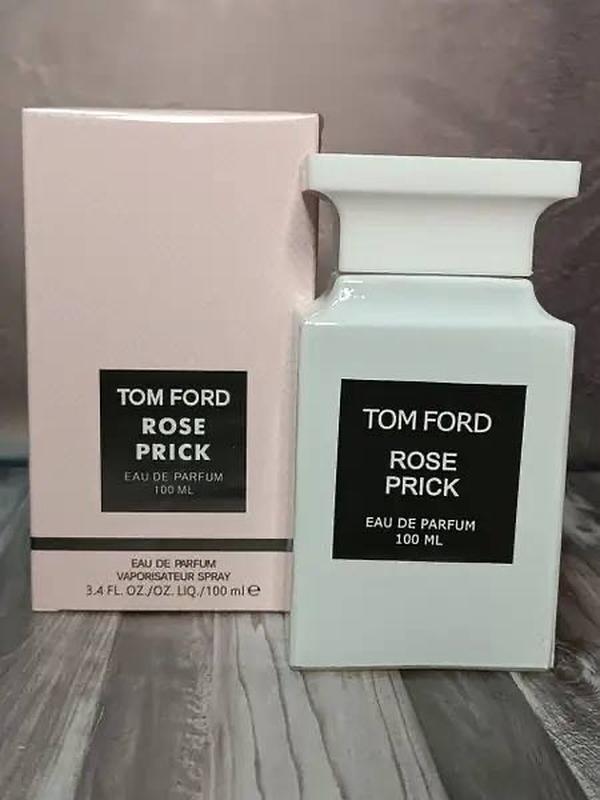 TOM FORD
ROSE
PRICK
EAU DE PARFUM
100 ML
EAU DE PARFUM
VAPORISATEUR SPRAY
3.4 FL. OZ./OZ. LIQ./100 ml ℮
TOM FORD
ROSE
PRICK
EAU DE PARFUM
100 ML